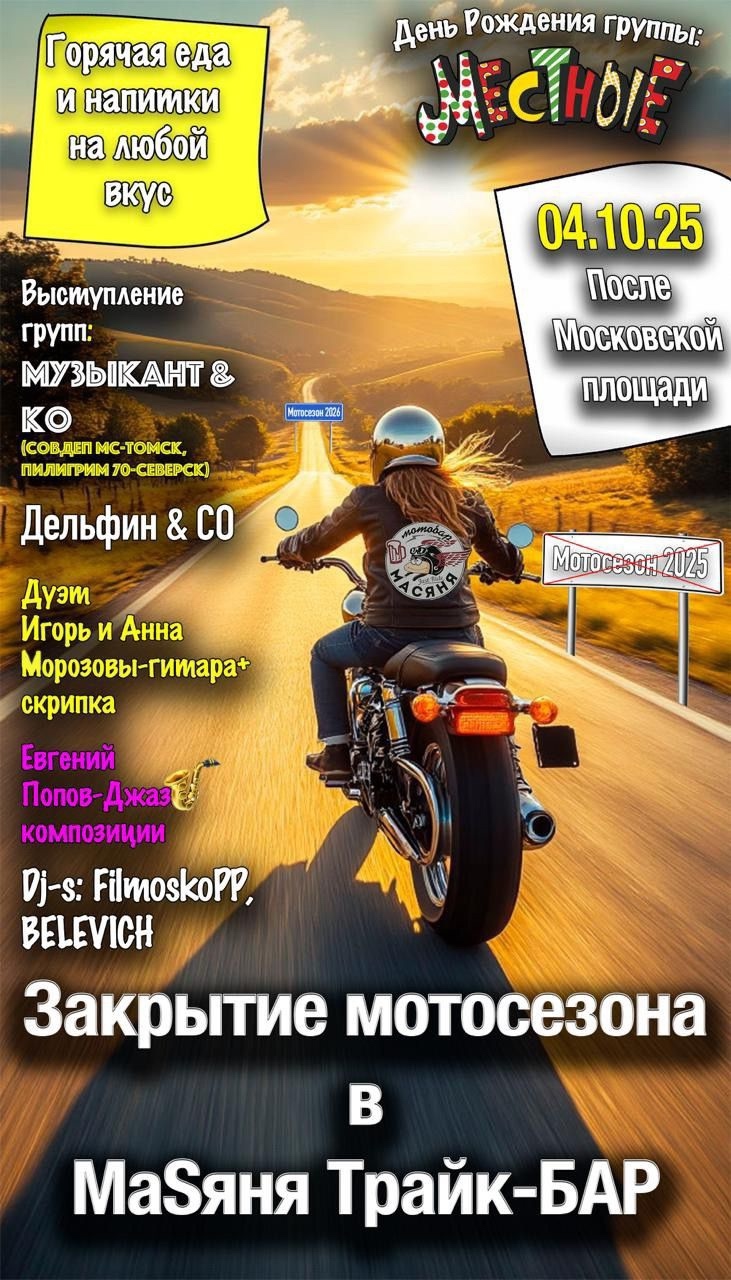 Горячая еда
и напитки
на любой
вкус
День Рождения группы:
МЕСТНЫЕ
04.10.25
После
Московской
площади
Выступление
групп:
МУЗЫКАНТ &
КО
(СОВДЕП МС-ТОМСК,
ПИЛИГРИМ 70-СЕВЕРСК)
Дельфин & СО
Дуэт
Игорь и Анна
Морозовы-гитара+
скрипка
Евгений
Попов-Джаз
композиции
Dj-s: FilmoskoPP,
BELEVICH
Мотосезон 2026
мотобар
МАСЯНЯ
Мотосезон 2025
Закрытие мотосезона
в
МаSяня Трайк-БАР